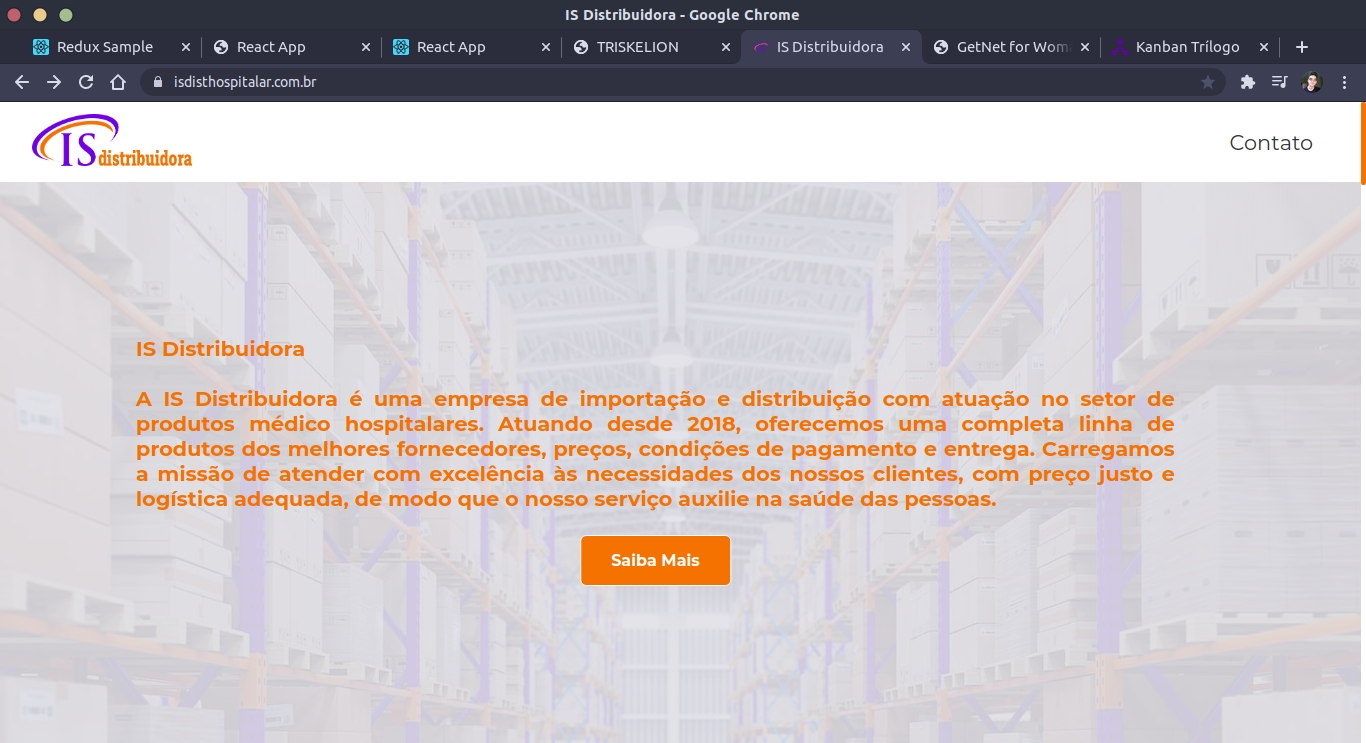 IS Distribuidora - Google Chrome
Redux Sample
React App
React App
TRISKELION
IS Distribuidora
GetNet for Wom
Kanban Trílogo
isdisthospitalar.com.br
IS distribuidora
Contato
IS Distribuidora
A IS Distribuidora é uma empresa de importação e distribuição com atuação no setor de
produtos médico hospitalares. Atuando desde 2018, oferecemos uma completa linha de
produtos dos melhores fornecedores, preços, condições de pagamento e entrega. Carregamos
a missão de atender com excelência às necessidades dos nossos clientes, com preço justo e
logística adequada, de modo que o nosso serviço auxilie na saúde das pessoas.
Saiba Mais